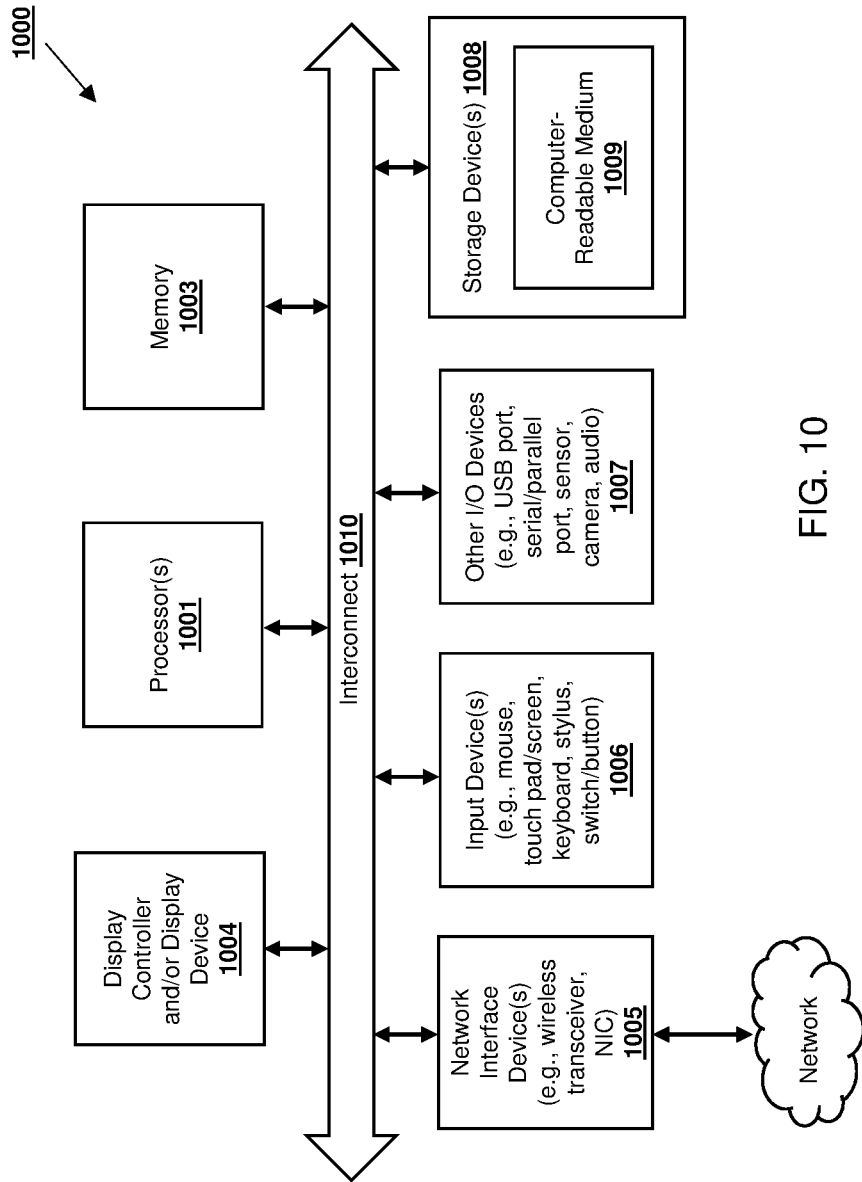 1000
Display
Controller
and/or Display
Device
1004
Processor(s)
1001
Memory
1003
Interconnect 1010
Network
Interface
Device(s)
(e.g., wireless
transceiver,
NIC)
1005
Input Device(s)
(e.g., mouse,
touch pad/screen,
keyboard, stylus,
switch/button)
1006
Other I/O Devices
(e.g., USB port,
serial/parallel
port, sensor,
camera, audio)
1007
Storage Device(s) 1008
Computer-
Readable Medium
1009
Network
FIG. 10